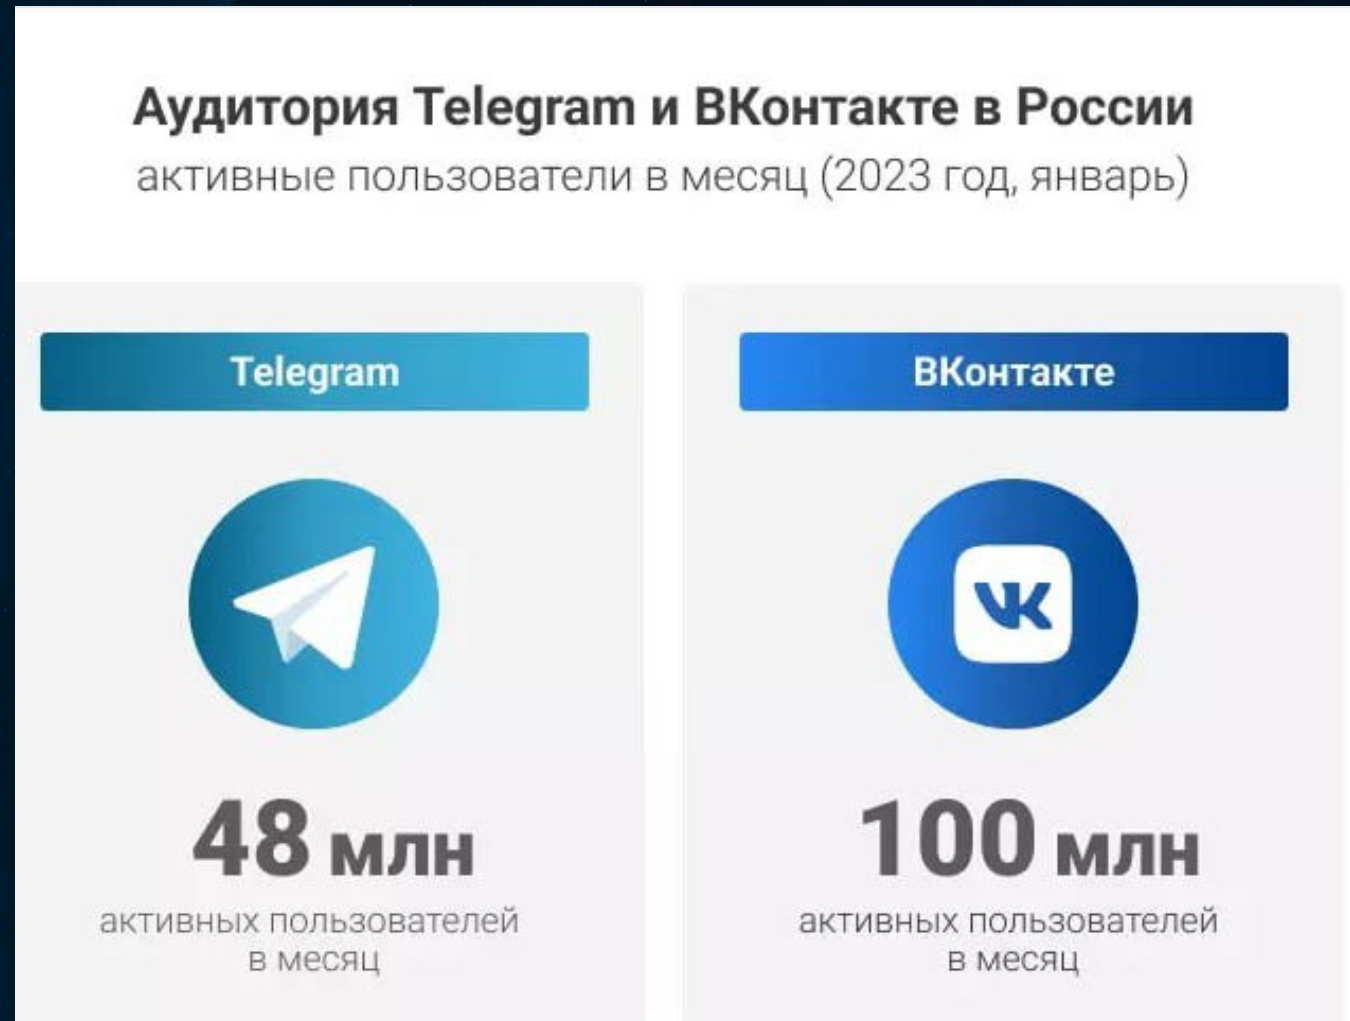 Аудитория Telegram и ВКонтакте в России
активные пользователи в месяц (2023 год, январь)
Telegram
48 млн
активных пользователей
в месяц
ВКонтакте
VK
100 млн
активных пользователей
в месяц